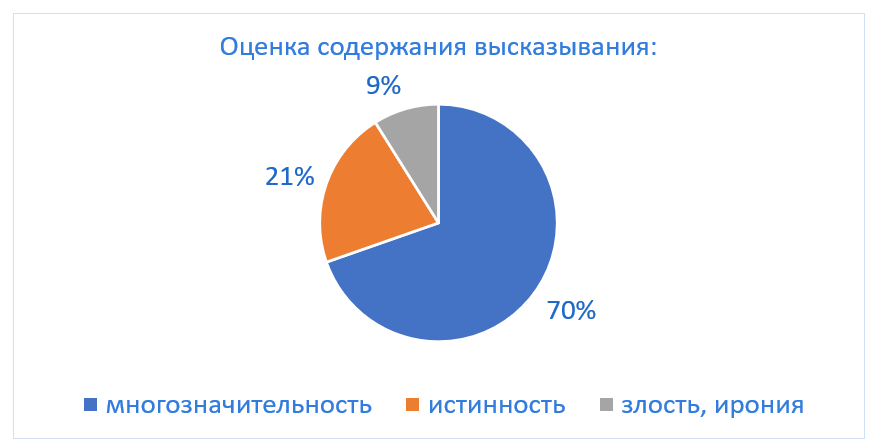 Оценка содержания высказывания:
9%
21%
70%
многозначительность истинность злость, ирония